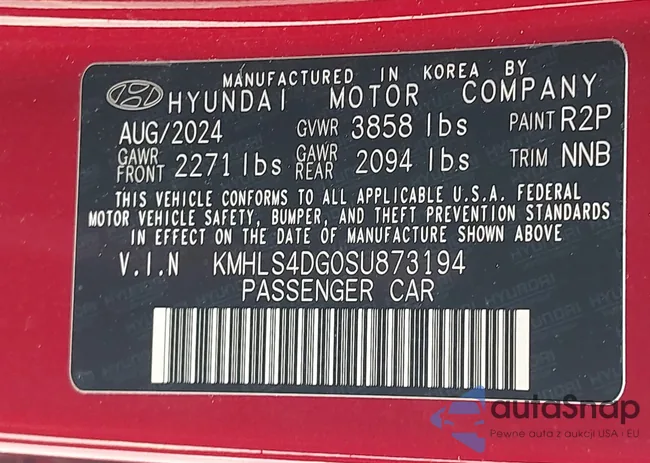 MANUFACTURED IN KOREA BY
HYUNDAI MOTOR COMPANY
AUG/2024 GVWR 3858 lbs PAINT R2P
GAWR FRONT 2271 lbs GAWR REAR 2094 lbs TRIM NNB
THIS VEHICLE CONFORMS TO ALL APPLICABLE U.S.A. FEDERAL
MOTOR VEHICLE SAFETY, BUMPER, AND THEFT PREVENTION STANDARDS
IN EFFECT ON THE DATE OF MANUFACTURE SHOWN ABOVE
V.I.N KMHLS4DG0SU873194
PASSENGER CAR
autoSnap
Pewne auta z aukcji USA i EU